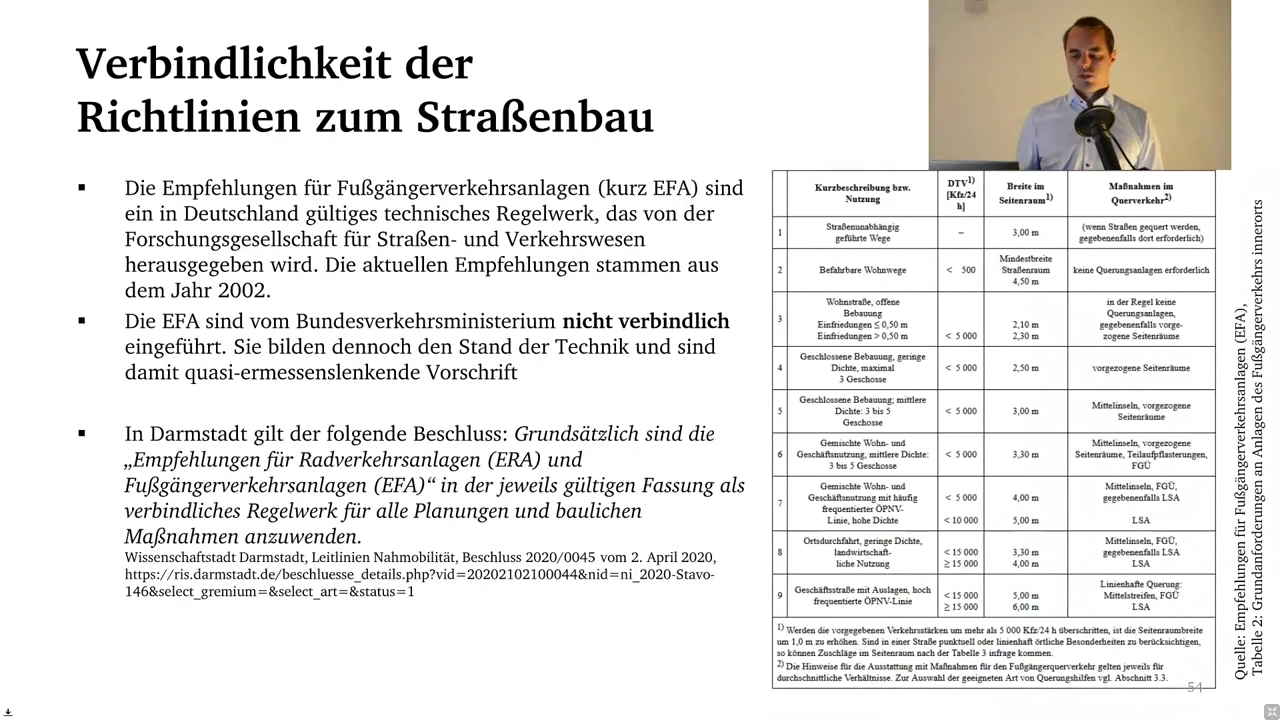 Verbindlichkeit der
Richtlinien zum Straßenbau
▪ Die Empfehlungen für Fußgängerverkehrsanlagen (kurz EFA) sind
ein in Deutschland gültiges technisches Regelwerk, das von der
Forschungsgesellschaft für Straßen- und Verkehrswesen
herausgegeben wird. Die aktuellen Empfehlungen stammen aus
dem Jahr 2002.
▪ Die EFA sind vom Bundesverkehrsministerium nicht verbindlich
eingeführt. Sie bilden dennoch den Stand der Technik und sind
damit quasi-ermessenslenkende Vorschrift
▪ In Darmstadt gilt der folgende Beschluss: Grundsätzlich sind die
„Empfehlungen für Radverkehrsanlagen (ERA) und
Fußgängerverkehrsanlagen (EFA)“ in der jeweils gültigen Fassung als
verbindliches Regelwerk für alle Planungen und baulichen
Maßnahmen anzuwenden.
Wissenschaftstadt Darmstadt, Leitlinien Nahmobilität, Beschluss 2020/0045 vom 2. April 2020,
https://ris.darmstadt.de/beschluesse_details.php?vid=20202102100044&nid=ni_2020-Stavo-
146&select_gremium=&select_art=&status=1
Kurzbeschreibung bzw.
Nutzung
DTV1)
[Kfz/24
h]
Breite im
Seitenraum1)
Maßnahmen im
Querverkehr2)
1
Straßenunabhängig
geführte Wege
–
3,00 m
(wenn Straßen gequert werden,
gegebenenfalls dort erforderlich)
2
Befahrbare Wohnwege
< 500
Mindestbreite
Straßenraum
4,50 m
keine Querungsanlagen erforderlich
3
Wohnstraße, offene
Bebauung
Einfriedungen ≤ 0,50 m
Einfriedungen > 0,50 m
< 5 000
2,10 m
2,30 m
in der Regel keine
Querungsanlagen,
gegebenenfalls vorge-
zogene Seitenräume
4
Geschlossene Bebauung, geringe
Dichte, maximal
3 Geschosse
< 5 000
2,50 m
vorgezogene Seitenräume
5
Geschlossene Bebauung; mittlere
Dichte: 3 bis 5
Geschosse
< 5 000
3,00 m
Mittelinseln, vorgezogene
Seitenräume
6
Gemischte Wohn- und
Geschäftsnutzung, mittlere Dichte:
3 bis 5 Geschosse
< 5 000
3,30 m
Mittelinseln, vorgezogene
Seitenräume, Teilaufpflasterungen,
FGÜ
7
Gemischte Wohn- und
Geschäftsnutzung mit häufig
frequentierter ÖPNV-
Linie, hohe Dichte
< 5 000
< 10 000
4,00 m
5,00 m
Mittelinseln, FGÜ,
gegebenenfalls LSA
LSA
8
Ortsdurchfahrt, geringe Dichte,
landwirtschaft-
liche Nutzung
< 15 000
≥ 15 000
3,30 m
4,00 m
Mittelinseln, FGÜ,
gegebenenfalls LSA
LSA
9
Geschäftsstraße mit Auslagen, hoch
frequentierte ÖPNV-Linie
< 15 000
≥ 15 000
5,00 m
6,00 m
Linienhafte Querung:
Mittelstreifen, FGÜ
LSA
1) Werden die vorgegebenen Verkehrsstärken um mehr als 5 000 Kfz/24 h überschritten, ist die Seitenraumbreite
um 1,0 m zu erhöhen. Sind in einer Straße punktuell oder linienhaft örtliche Besonderheiten zu berücksichtigen,
so können Zuschläge im Seitenraum nach der Tabelle 3 infrage kommen.
2) Die Hinweise für die Ausstattung mit Maßnahmen für den Fußgängerquerverkehr gelten jeweils für
durchschnittliche Verhältnisse. Zur Auswahl der geeigneten Art von Querungshilfen vgl. Abschnitt 3.3.
54
Quelle: Empfehlungen für Fußgängerverkehrsanlagen (EFA),
Tabelle 2: Grundanforderungen an Anlagen des Fußgängerverkehrs innerorts